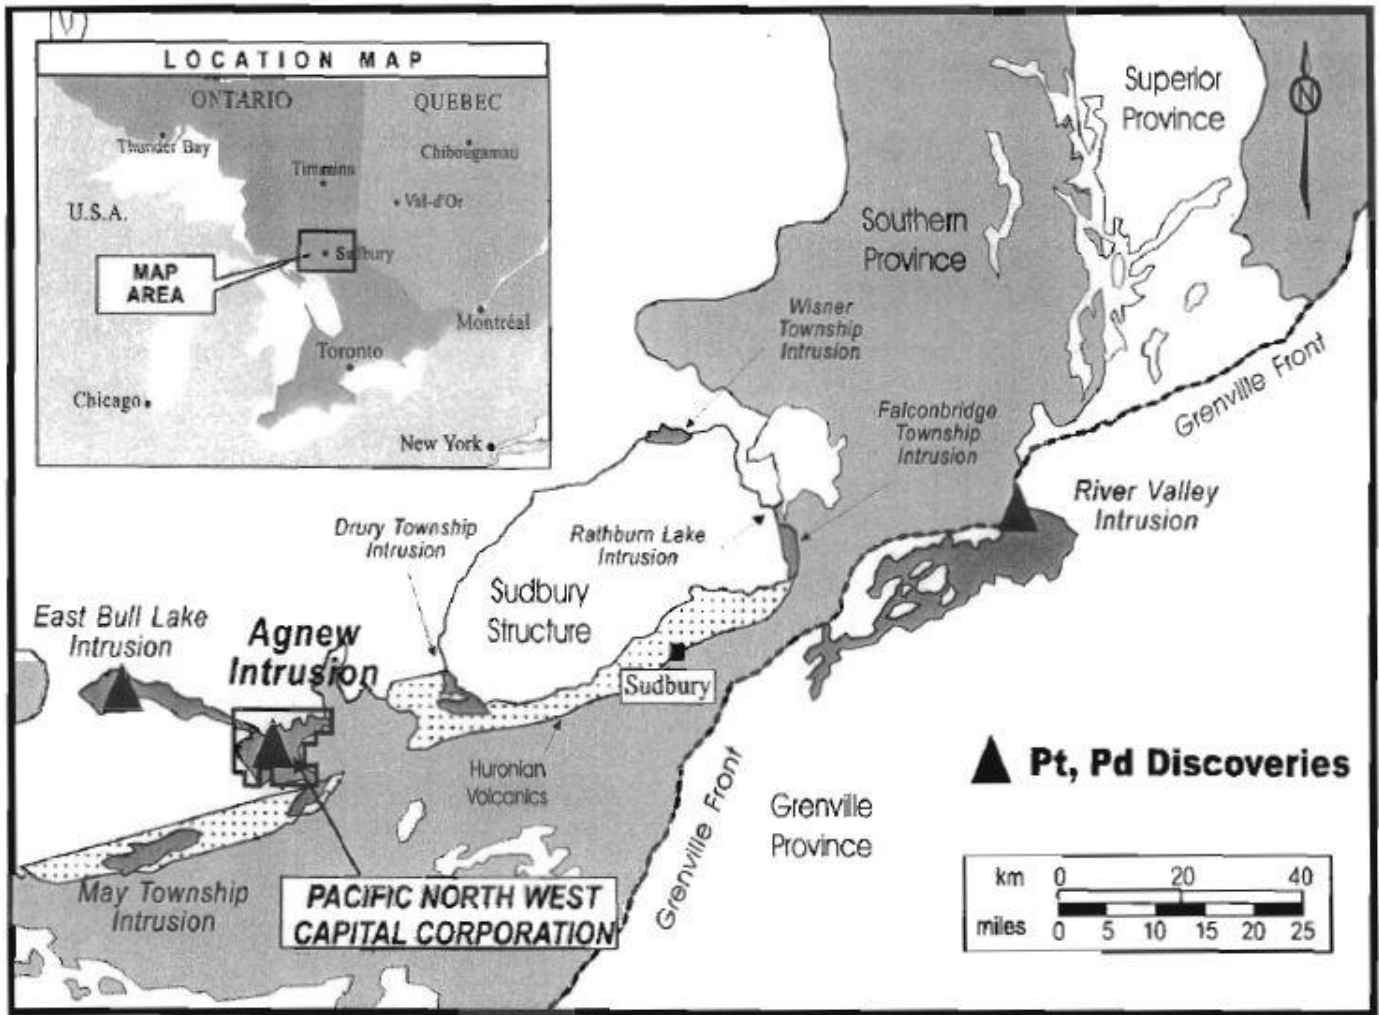 LOCATION MAP
ONTARIO
QUEBEC
Thunder Bay
Chibougamau
Timmins
Val-d'Or
U.S.A.
Sudbury
MAP
AREA
Montréal
Toronto
Chicago
New York
Superior
Province
N
Southern
Province
Wisner
Township
Intrusion
Grenville Front
Falconbridge
Township
Intrusion
River Valley
Intrusion
Drury Township
Intrusion
Rathburn Lake
Intrusion
Sudbury
Structure
East Bull Lake
Intrusion
Agnew
Intrusion
Sudbury
Huronian
Volcanics
Grenville Front
Pt, Pd Discoveries
Grenville
Province
May Township
Intrusion
PACIFIC NORTH WEST
CAPITAL CORPORATION
km 0 20 40
miles 0 5 10 15 20 25